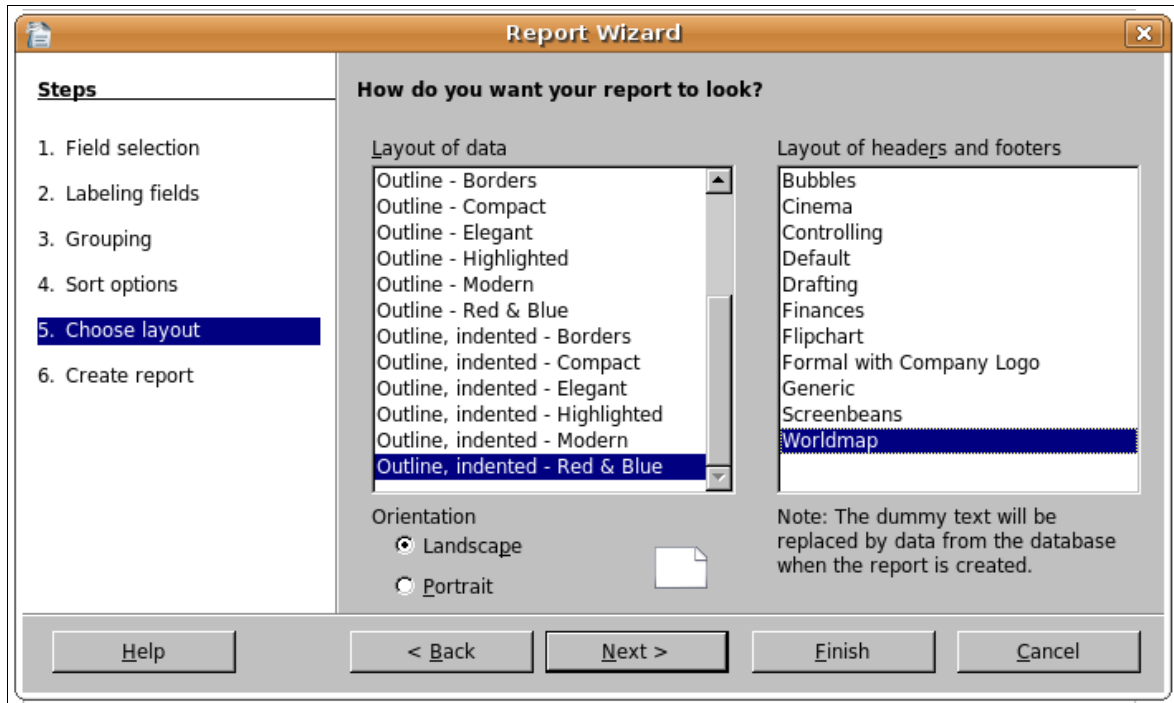 Report Wizard
Steps
1. Field selection
2. Labeling fields
3. Grouping
4. Sort options
5. Choose layout
6. Create report
How do you want your report to look?
Layout of data
Outline - Borders
Outline - Compact
Outline - Elegant
Outline - Highlighted
Outline - Modern
Outline - Red & Blue
Outline, indented - Borders
Outline, indented - Compact
Outline, indented - Elegant
Outline, indented - Highlighted
Outline, indented - Modern
Outline, indented - Red & Blue
Layout of headers and footers
Bubbles
Cinema
Controlling
Default
Drafting
Finances
Flipchart
Formal with Company Logo
Generic
Screenbeans
Worldmap
Orientation
Landscape
Portrait
Note: The dummy text will be
replaced by data from the database
when the report is created.
Help
< Back
Next >
Finish
Cancel